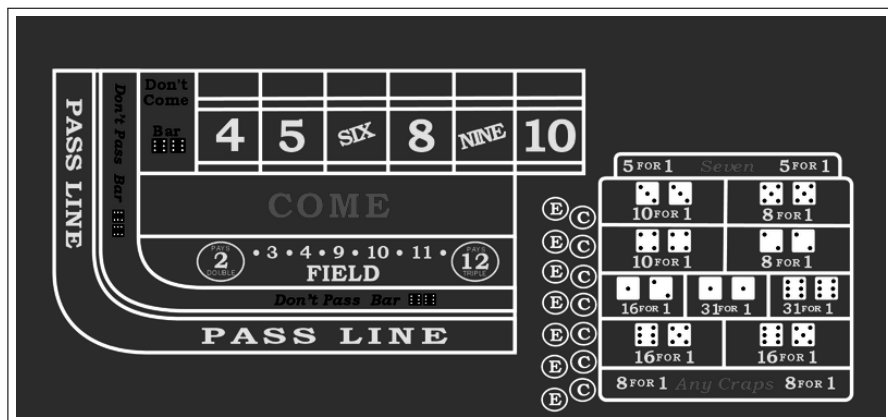 PASS LINE
Don't Pass Bar
Don't
Come
Bar
4 5 SIX 8 NINE 10
COME
PAYS
2
DOUBLE
• 3 • 4 • 9 • 10 • 11 •
FIELD
PAYS
12
TRIPLE
Don't Pass Bar
PASS LINE
E C
E C
E C
E C
E C
E C
E C
5 FOR 1 Seven 5 FOR 1
10 FOR 1 8 FOR 1
10 FOR 1 8 FOR 1
16 FOR 1 31 FOR 1 31 FOR 1
16 FOR 1 16 FOR 1
8 FOR 1 Any Craps 8 FOR 1